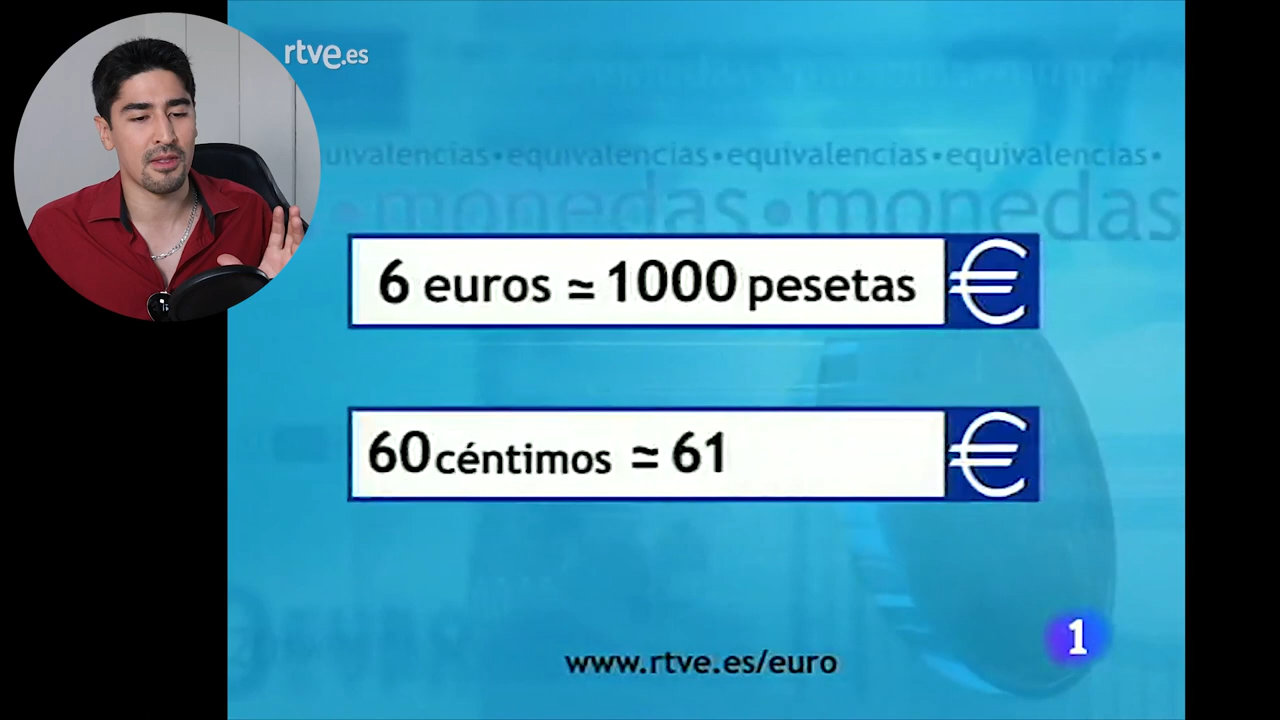 rtve.es
uivalencias•equivalencias•equivalencias•equivalencias•
•monedas•monedas
6 euros ≃ 1000 pesetas €
60 céntimos ≃ 61 €
1
www.rtve.es/euro